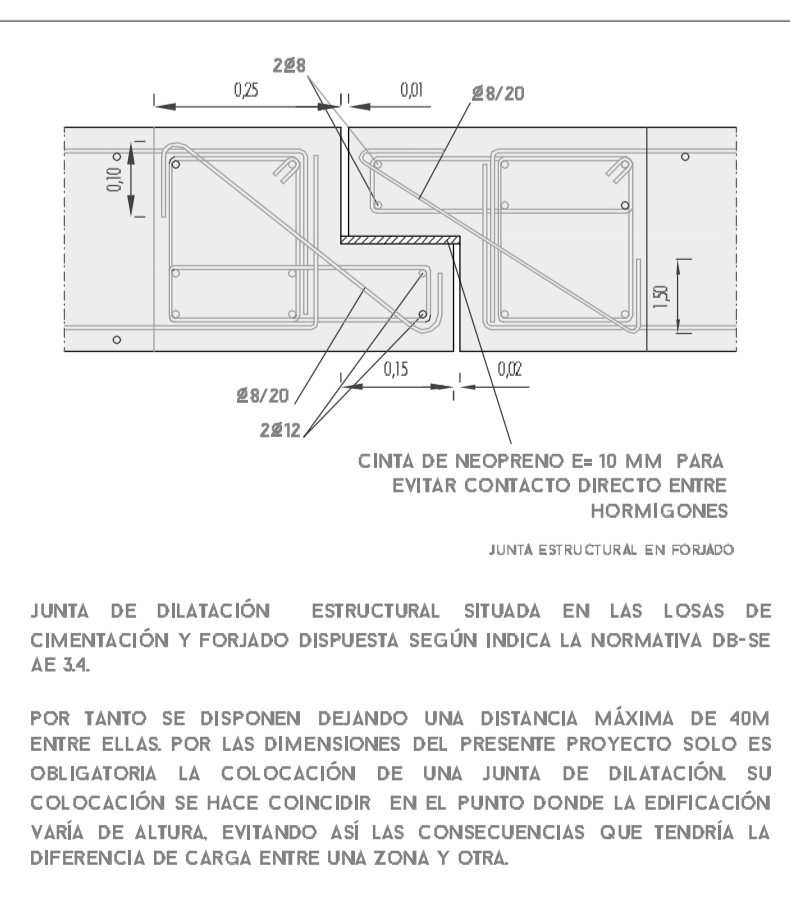 2Ø8
0,25
0,01
Ø8/20
0,10
1,50
0,15
0,02
Ø8/20
2Ø12
CINTA DE NEOPRENO E= 10 MM PARA
EVITAR CONTACTO DIRECTO ENTRE
HORMIGONES
JUNTA ESTRUCTURAL EN FORJADO
JUNTA DE DILATACIÓN ESTRUCTURAL SITUADA EN LAS LOSAS DE
CIMENTACIÓN Y FORJADO DISPUESTA SEGÚN INDICA LA NORMATIVA DB-SE
AE 3.4.
POR TANTO SE DISPONEN DEJANDO UNA DISTANCIA MÁXIMA DE 40M
ENTRE ELLAS. POR LAS DIMENSIONES DEL PRESENTE PROYECTO SOLO ES
OBLIGATORIA LA COLOCACIÓN DE UNA JUNTA DE DILATACIÓN. SU
COLOCACIÓN SE HACE COINCIDIR EN EL PUNTO DONDE LA EDIFICACIÓN
VARÍA DE ALTURA, EVITANDO ASÍ LAS CONSECUENCIAS QUE TENDRÍA LA
DIFERENCIA DE CARGA ENTRE UNA ZONA Y OTRA.